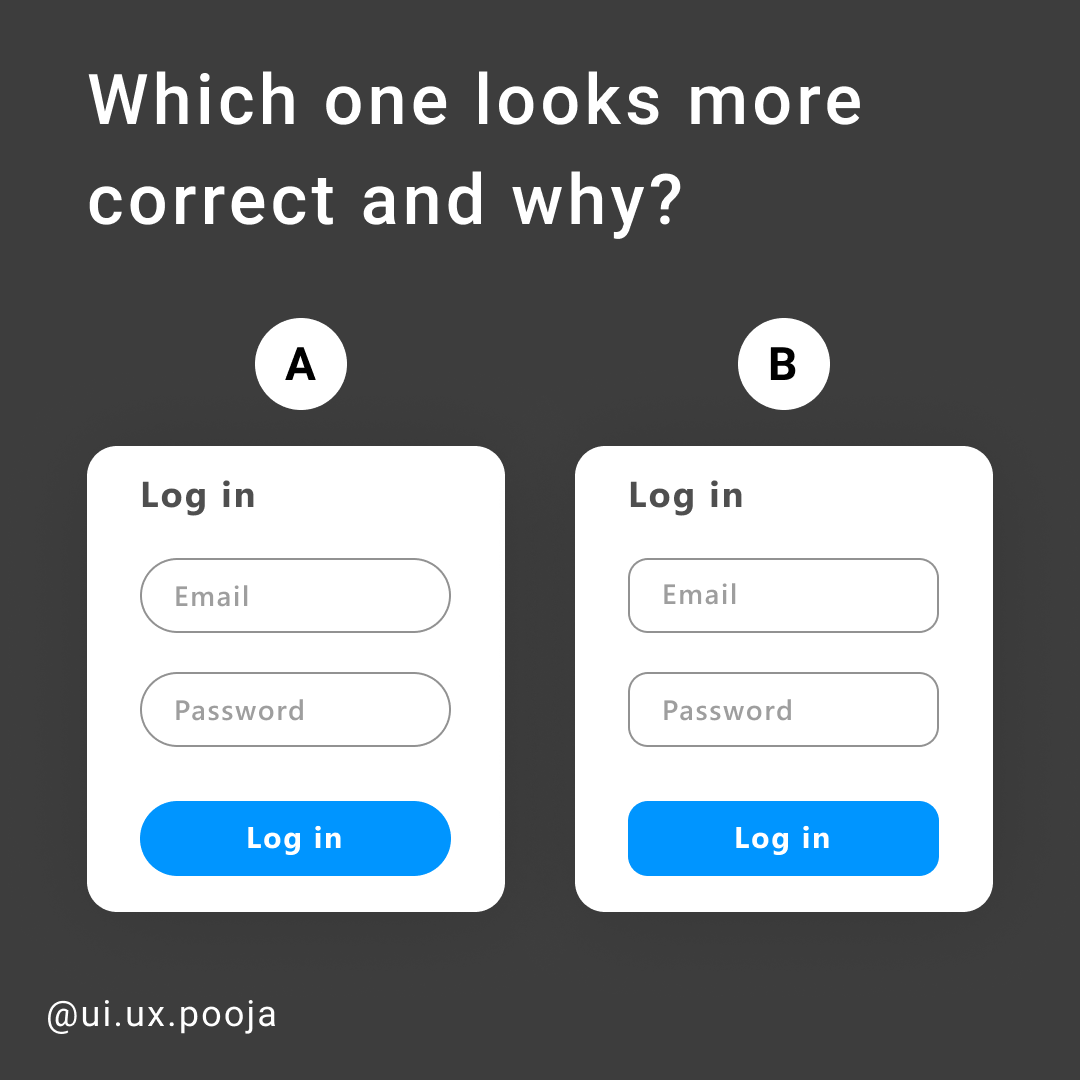 Which one looks more
correct and why?
A
B
Log in
Email
Password
Log in
Log in
Email
Password
Log in
@ui.ux.pooja